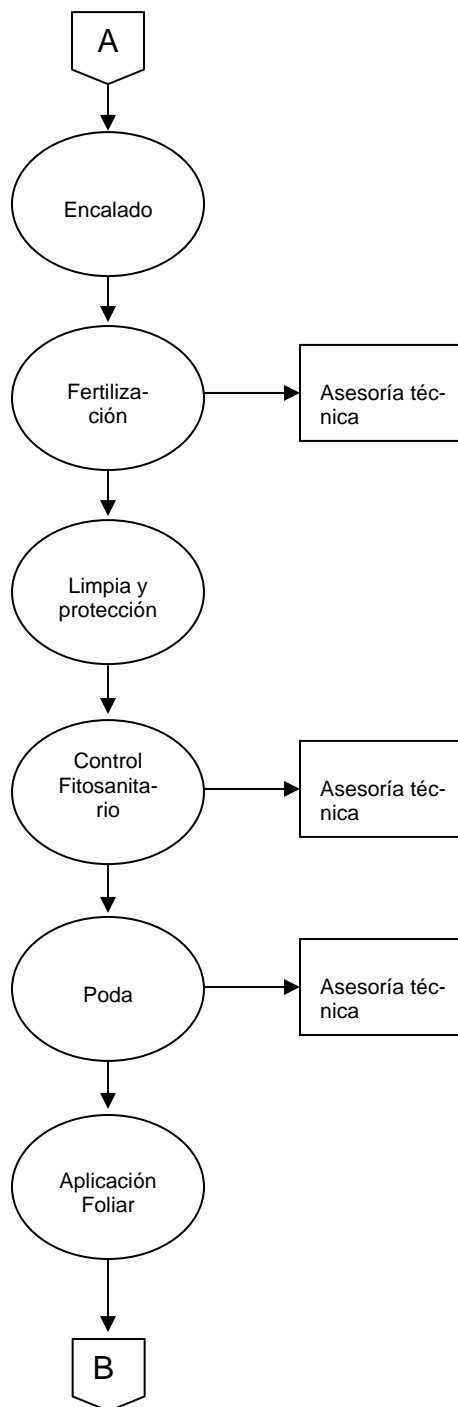 A
Encalado
Fertiliza-
ción
Asesoría téc-
nica
Limpia y
protección
Control
Fitosanita-
rio
Asesoría téc-
nica
Poda
Asesoría téc-
nica
Aplicación
Foliar
B